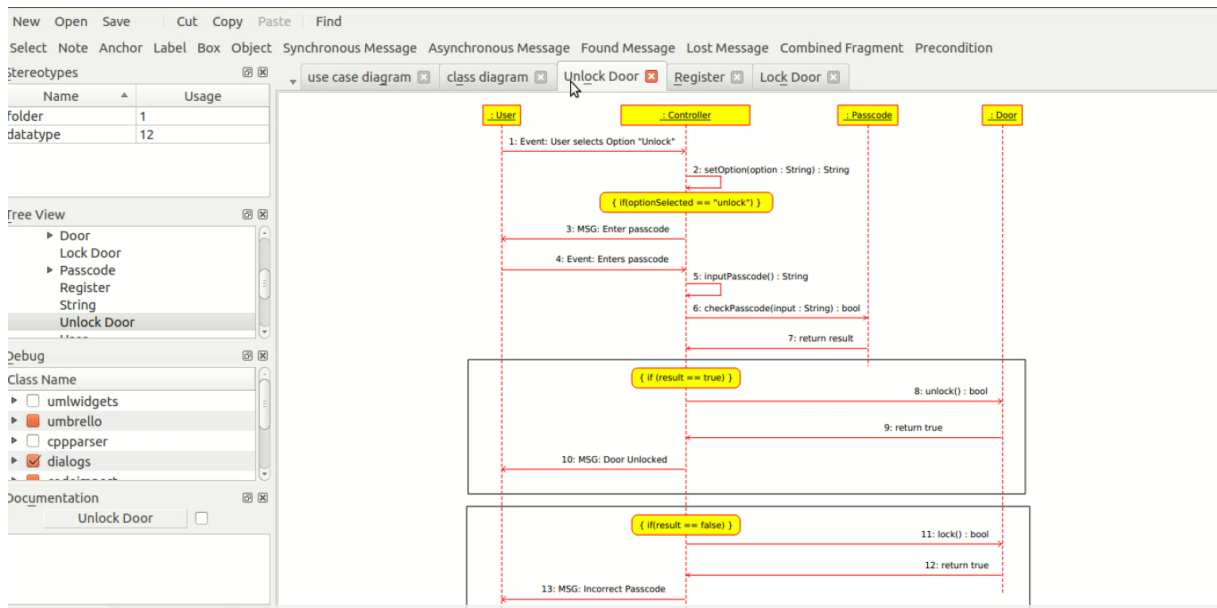 New Open Save Cut Copy Paste Find
Select Note Anchor Label Box Object Synchronous Message Asynchronous Message Found Message Lost Message Combined Fragment Precondition
Stereotypes
Name Usage
folder 1
datatype 12
Tree View
Door
Lock Door
Passcode
Register
String
Unlock Door
Debug
Class Name
umlwidgets
umbrello
cppparser
dialogs
Documentation
Unlock Door
use case diagram class diagram Unlock Door Register Lock Door
: User : Controller : Passcode : Door
1: Event: User selects Option "Unlock"
2: setOption(option : String) : String
{ if(optionSelected == "unlock") }
3: MSG: Enter passcode
4: Event: Enters passcode
5: inputPasscode() : String
6: checkPasscode(input : String) : bool
7: return result
{ if (result == true) }
8: unlock() : bool
9: return true
10: MSG: Door Unlocked
{ if(result == false) }
11: lock() : bool
12: return true
13: MSG: Incorrect Passcode